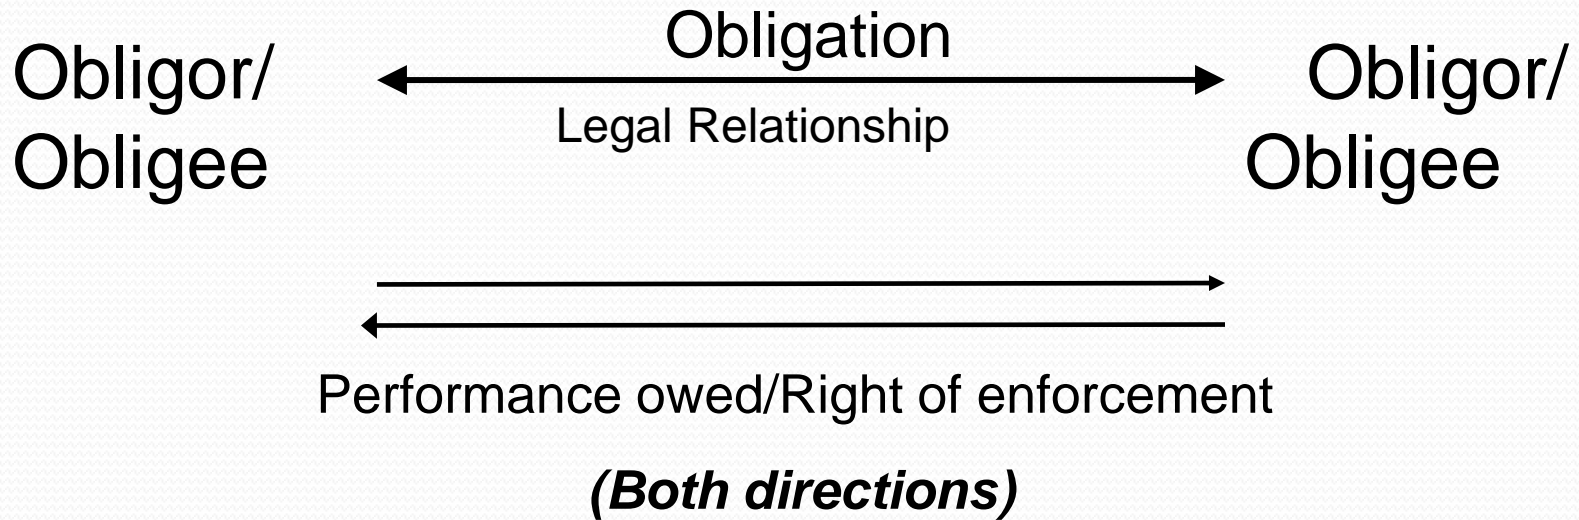 Obligation
Obligor/
Obligee
Legal Relationship
Obligor/
Obligee
Performance owed/Right of enforcement
(Both directions)